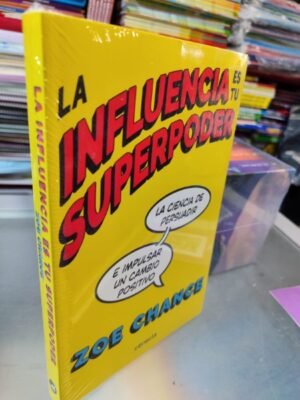 LA
INFLUENCIA
ES
TU
SUPERPODER
LA CIENCIA DE
PERSUADIR
E IMPULSAR
UN CAMBIO
POSITIVO
ZOE CHANCE
LA INFLUENCIA ES TU SUPERPODER
ZOE CHANCE